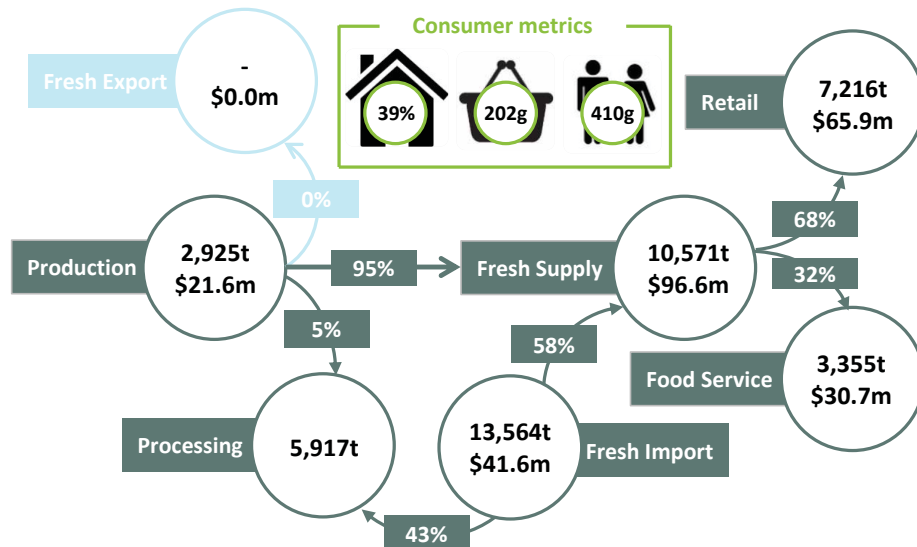 Consumer metrics
39%
202g
410g
Fresh Export
-
$0.0m
Retail
7,216t
$65.9m
0%
68%
Production
2,925t
$21.6m
95%
Fresh Supply
10,571t
$96.6m
32%
5%
58%
Food Service
3,355t
$30.7m
Processing
5,917t
13,564t
$41.6m
Fresh Import
43%